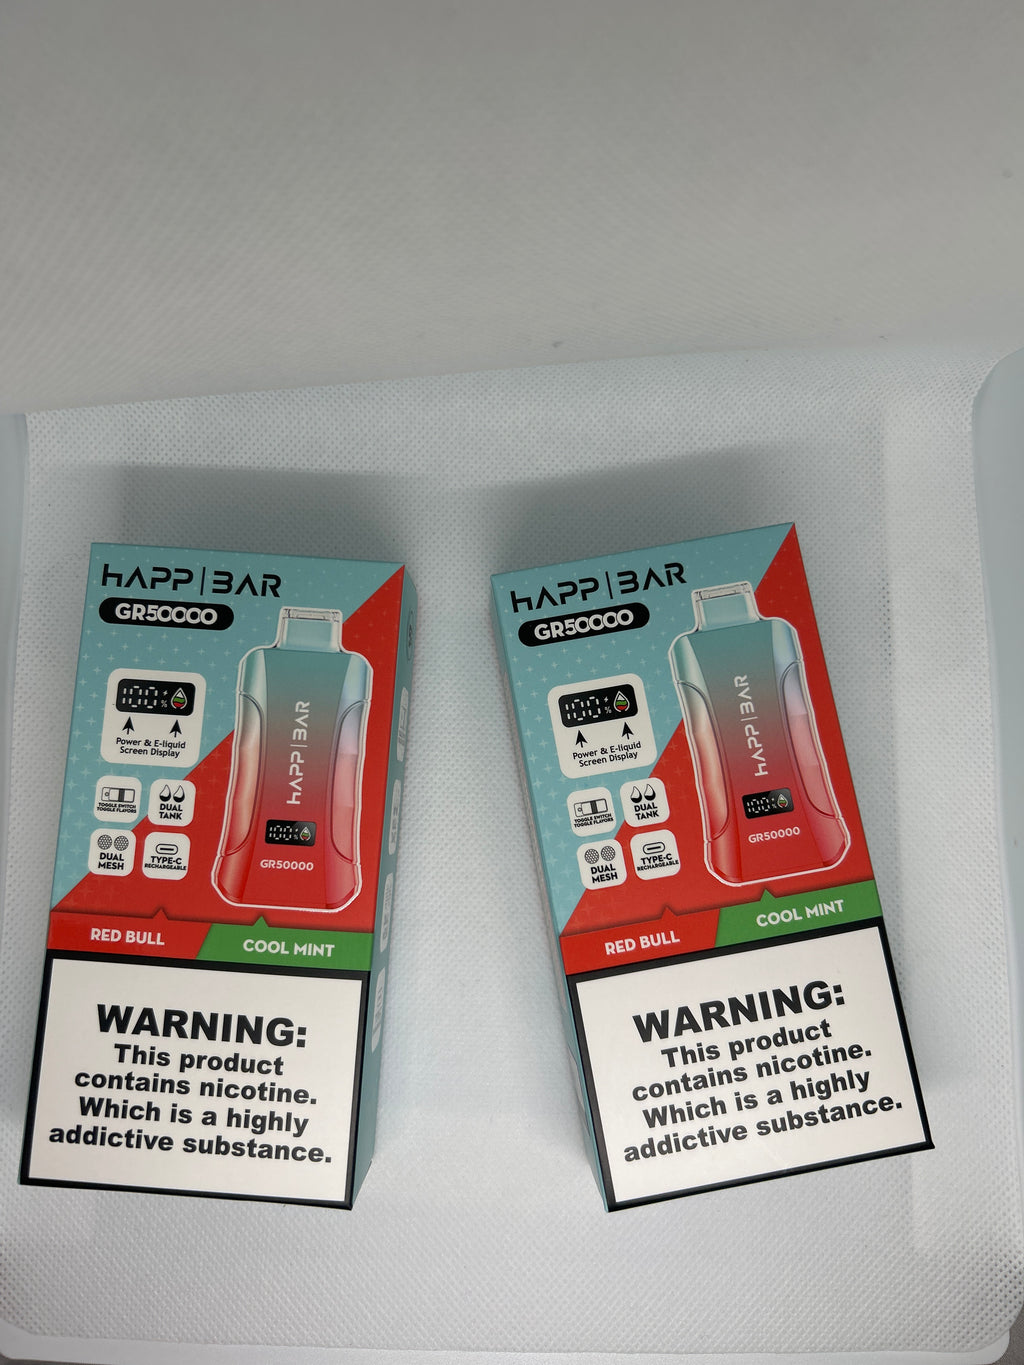 HAPP|BAR
GR50000
100%
Power & E-liquid
Screen Display
TOGGLE SWITCH
TOGGLE FLAVORS
DUAL
TANK
DUAL
MESH
TYPE-C
RECHARGEABLE
HAPP|BAR
100%
GR50000
RED BULL
COOL MINT
WARNING:
This product
contains nicotine.
Which is a highly
addictive substance.
HAPP|BAR
GR50000
100%
Power & E-liquid
Screen Display
TOGGLE SWITCH
TOGGLE FLAVORS
DUAL
TANK
DUAL
MESH
TYPE-C
RECHARGEABLE
HAPP|BAR
100%
GR50000
RED BULL
COOL MINT
WARNING:
This product
contains nicotine.
Which is a highly
addictive substance.